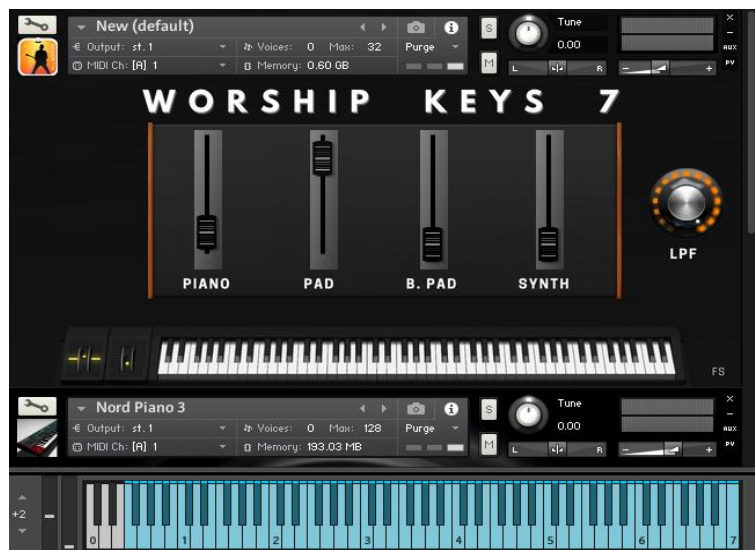 New (default)
S
Tune
Output: st. 1
Voices: 0 Max: 32
Purge
0.00
AUX
MIDI Ch: [A] 1
Memory: 0.60 GB
M
L
R
PV
WORSHIP KEYS 7
PIANO
PAD
B. PAD
SYNTH
LPF
FS
Nord Piano 3
S
Tune
Output: st. 1
Voices: 0 Max: 128
Purge
0.00
AUX
MIDI Ch: [A] 1
Memory: 193.03 MB
M
L
R
PV
+2
0 1 2 3 4 5 6 7